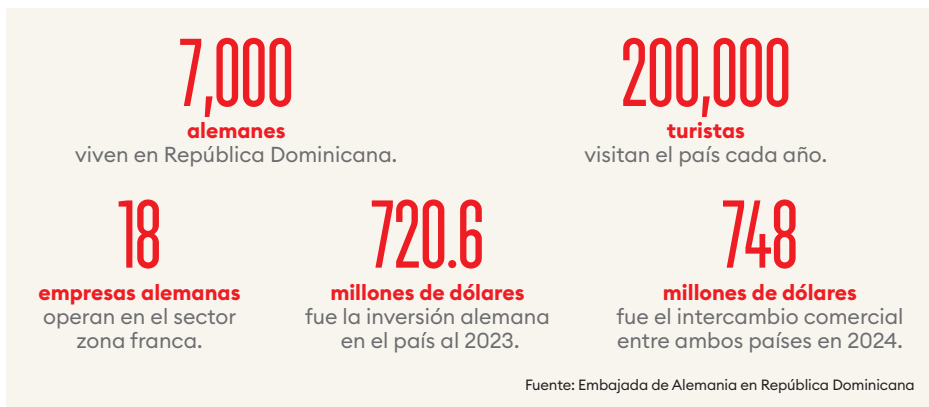 7,000
alemanes
viven en República Dominicana.
200,000
turistas
visitan el país cada año.
18
empresas alemanas
operan en el sector
zona franca.
720.6
millones de dólares
fue la inversión alemana
en el país al 2023.
748
millones de dólares
fue el intercambio comercial
entre ambos países en 2024.
Fuente: Embajada de Alemania en República Dominicana